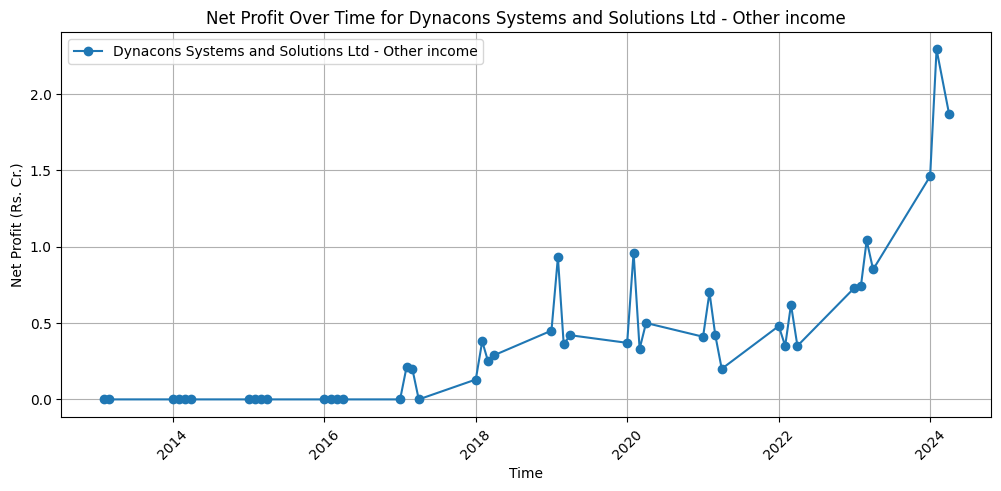 Net Profit Over Time for Dynacons Systems and Solutions Ltd - Other income
Dynacons Systems and Solutions Ltd - Other income
Net Profit (Rs. Cr.)
2.0
1.5
1.0
0.5
0.0
2014
2016
2018
2020
2022
2024
Time